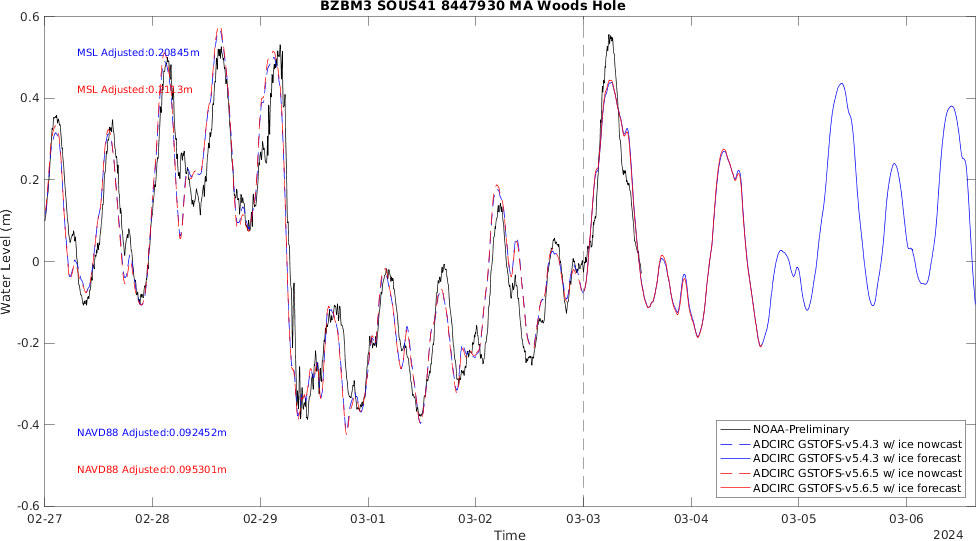 BZBM3 SOUS41 8447930 MA Woods Hole
0.6
0.4
0.2
0
-0.2
-0.4
-0.6
Water Level (m)
MSL Adjusted:0.20845m
MSL Adjusted:0.2113m
NAVD88 Adjusted:0.092452m
NAVD88 Adjusted:0.095301m
NOAA-Preliminary
ADCIRC GSTOFS-v5.4.3 w/ ice nowcast
ADCIRC GSTOFS-v5.4.3 w/ ice forecast
ADCIRC GSTOFS-v5.6.5 w/ ice nowcast
ADCIRC GSTOFS-v5.6.5 w/ ice forecast
02-27 02-28 02-29 03-01 03-02 03-03 03-04 03-05 03-06
Time
2024